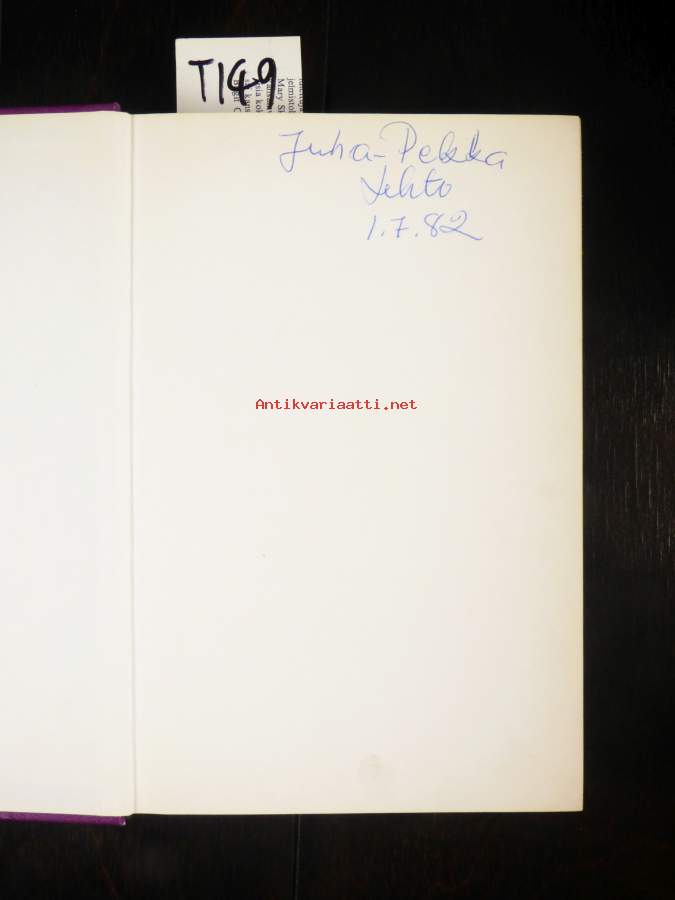 T149
Juha-Pekka
Lehto
1.7.82
Antikvariaatti.net